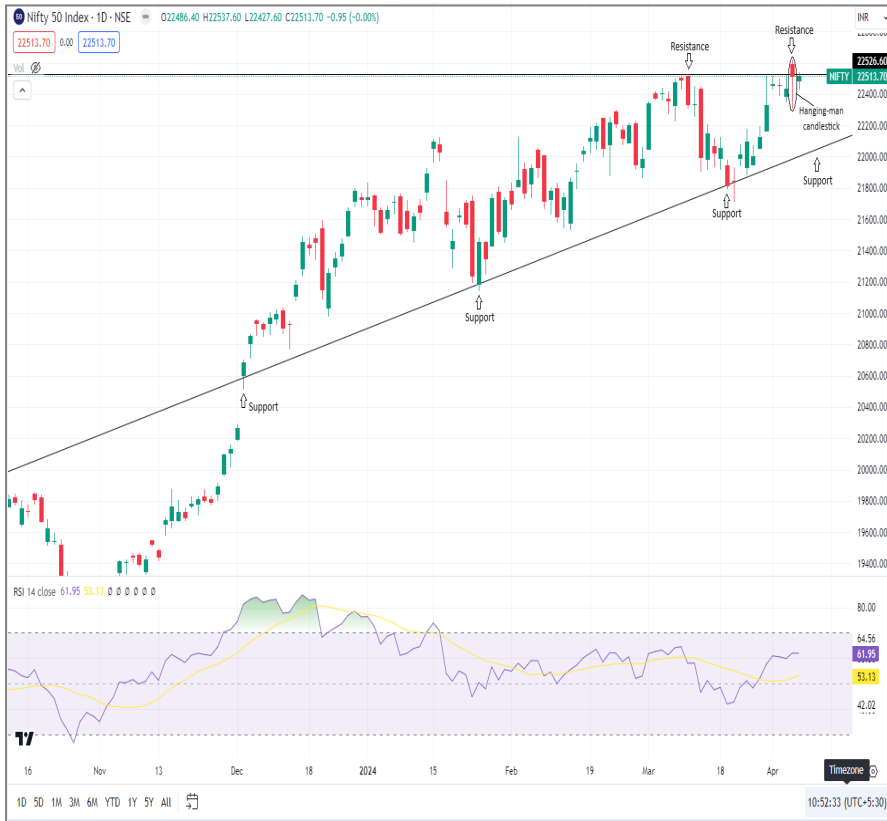 50 Nifty 50 Index · 1D · NSE O22486.40 H22537.60 L22427.60 C22513.70 −0.95 (−0.00%) INR
22513.70 0.00 22513.70
Vol
Resistance
Resistance
22526.60
NIFTY 22513.70
22400.00
Hanging-man
candlestick
22200.00
22000.00
Support
21800.00
Support
21600.00
21400.00
21200.00
Support
21000.00
20800.00
20600.00
Support
20400.00
20200.00
20000.00
19800.00
19600.00
19400.00
RSI 14 close 61.95 53.13 Ø Ø Ø Ø Ø Ø
80.00
64.56
61.95
53.13
42.02
16 Nov 13 Dec 18 2024 15 Feb 19 Mar 18 Apr
Timezone
1D 5D 1M 3M 6M YTD 1Y 5Y All 10:52:33 (UTC+5:30)